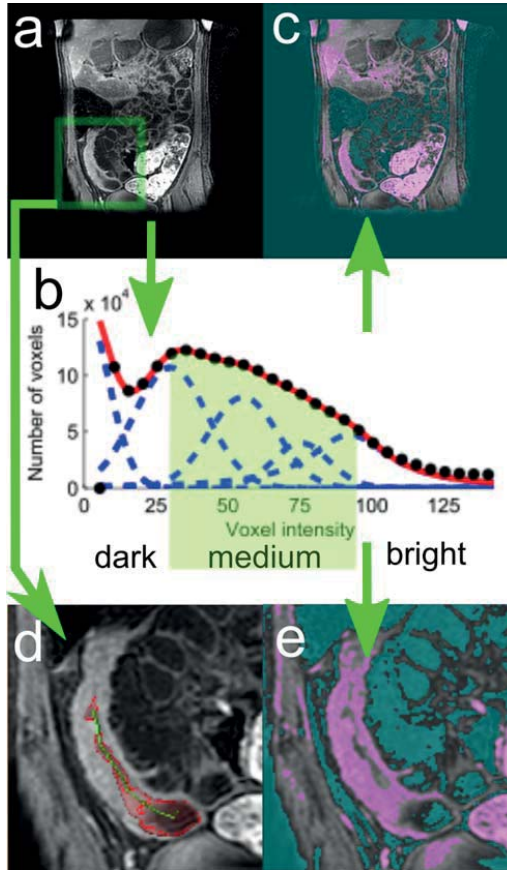 a
c
b
x 10⁴
15
10
5
0
Number of voxels
0 25 50 75 100 125
Voxel intensity
dark medium bright
d
e